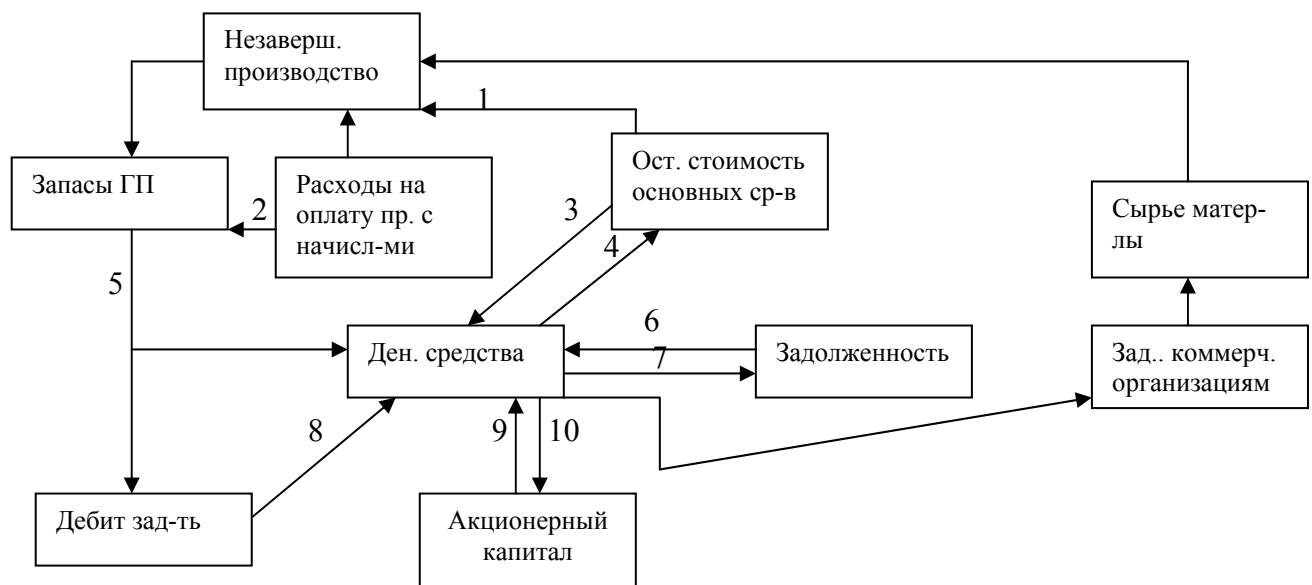 Незаверш.
производство
1
Ост. стоимость
основных ср-в
Запасы ГП
2
Расходы на
оплату пр. с
начисл-ми
3
4
Сырье матер-
лы
5
6
Ден. средства
7
Задолженность
Зад.. коммерч.
организациям
8
9
10
Дебит зад-ть
Акционерный
капитал